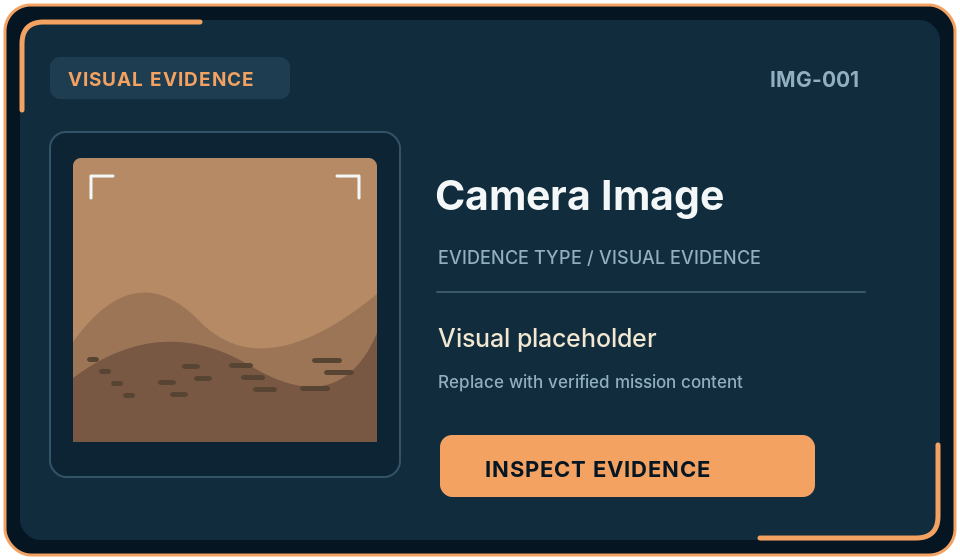 VISUAL EVIDENCE
IMG-001
Camera Image
EVIDENCE TYPE / VISUAL EVIDENCE
Visual placeholder
Replace with verified mission content
INSPECT EVIDENCE